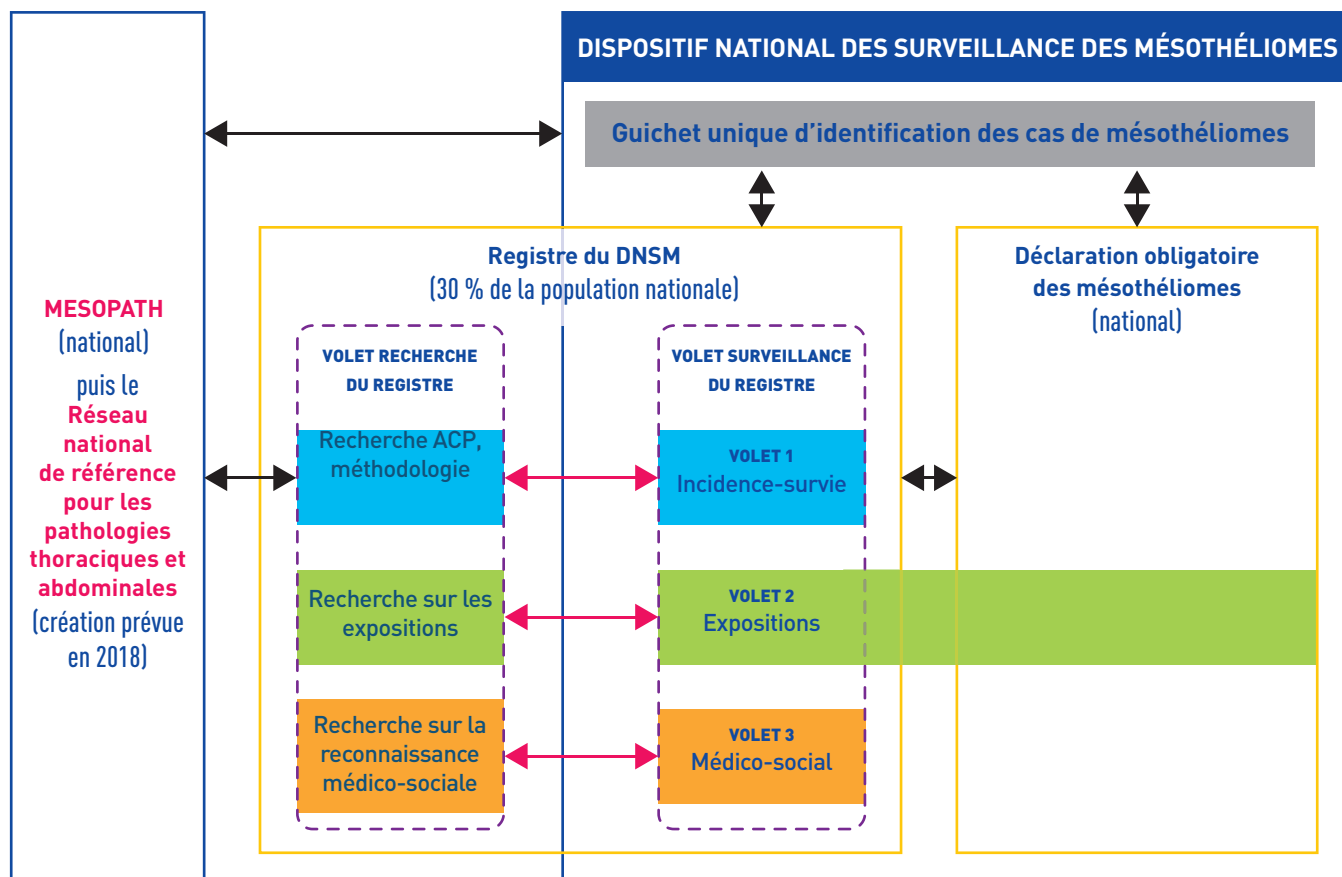 DISPOSITIF NATIONAL DES SURVEILLANCE DES MÉSOTHÉLIOMES
Guichet unique d’identification des cas de mésothéliomes
MESOPATH
(national)
puis le
Réseau
national
de référence
pour les
pathologies
thoraciques et
abdominales
(création prévue
en 2018)
Registre du DNSM
(30 % de la population nationale)
VOLET RECHERCHE
DU REGISTRE
Recherche ACP,
méthodologie
Recherche sur les
expositions
Recherche sur la
reconnaissance
médico-sociale
VOLET SURVEILLANCE
DU REGISTRE
VOLET 1
Incidence-survie
VOLET 2
Expositions
VOLET 3
Médico-social
Déclaration obligatoire
des mésothéliomes
(national)